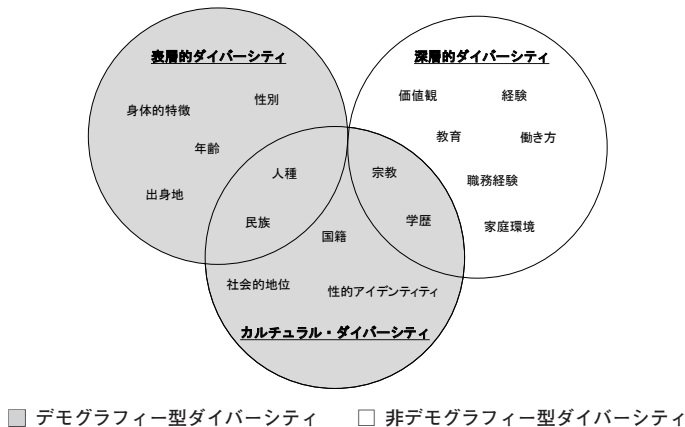 表層的ダイバーシティ
深層的ダイバーシティ
身体的特徴
性別
年齢
出身地
価値観
経験
教育
働き方
職務経験
家庭環境
人種
民族
宗教
学歴
国籍
社会的地位
性的アイデンティティ
カルチュラル・ダイバーシティ
デモグラフィー型ダイバーシティ
非デモグラフィー型ダイバーシティ